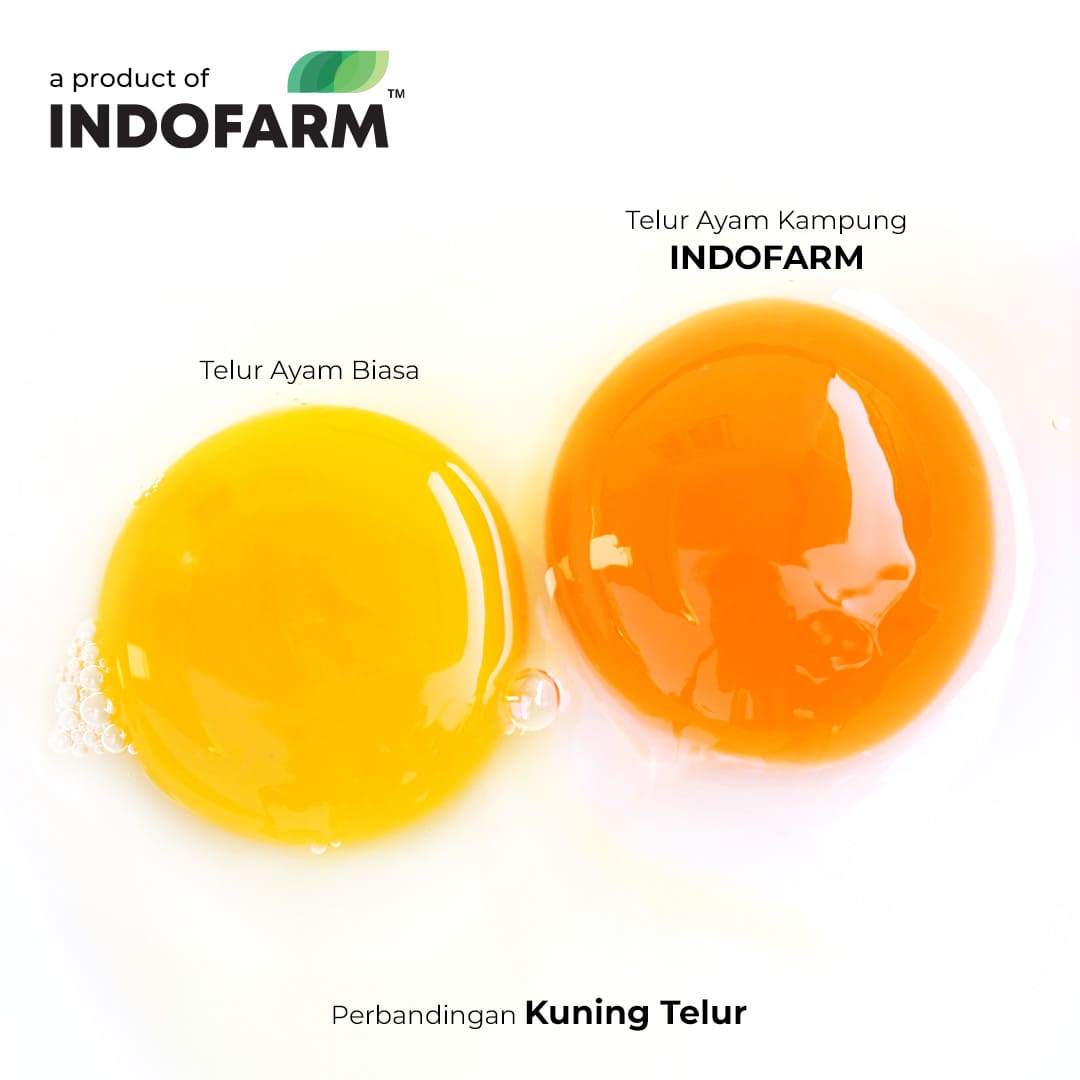 a product of
INDOFARM™
Telur Ayam Kampung
INDOFARM
Telur Ayam Biasa
Perbandingan Kuning Telur